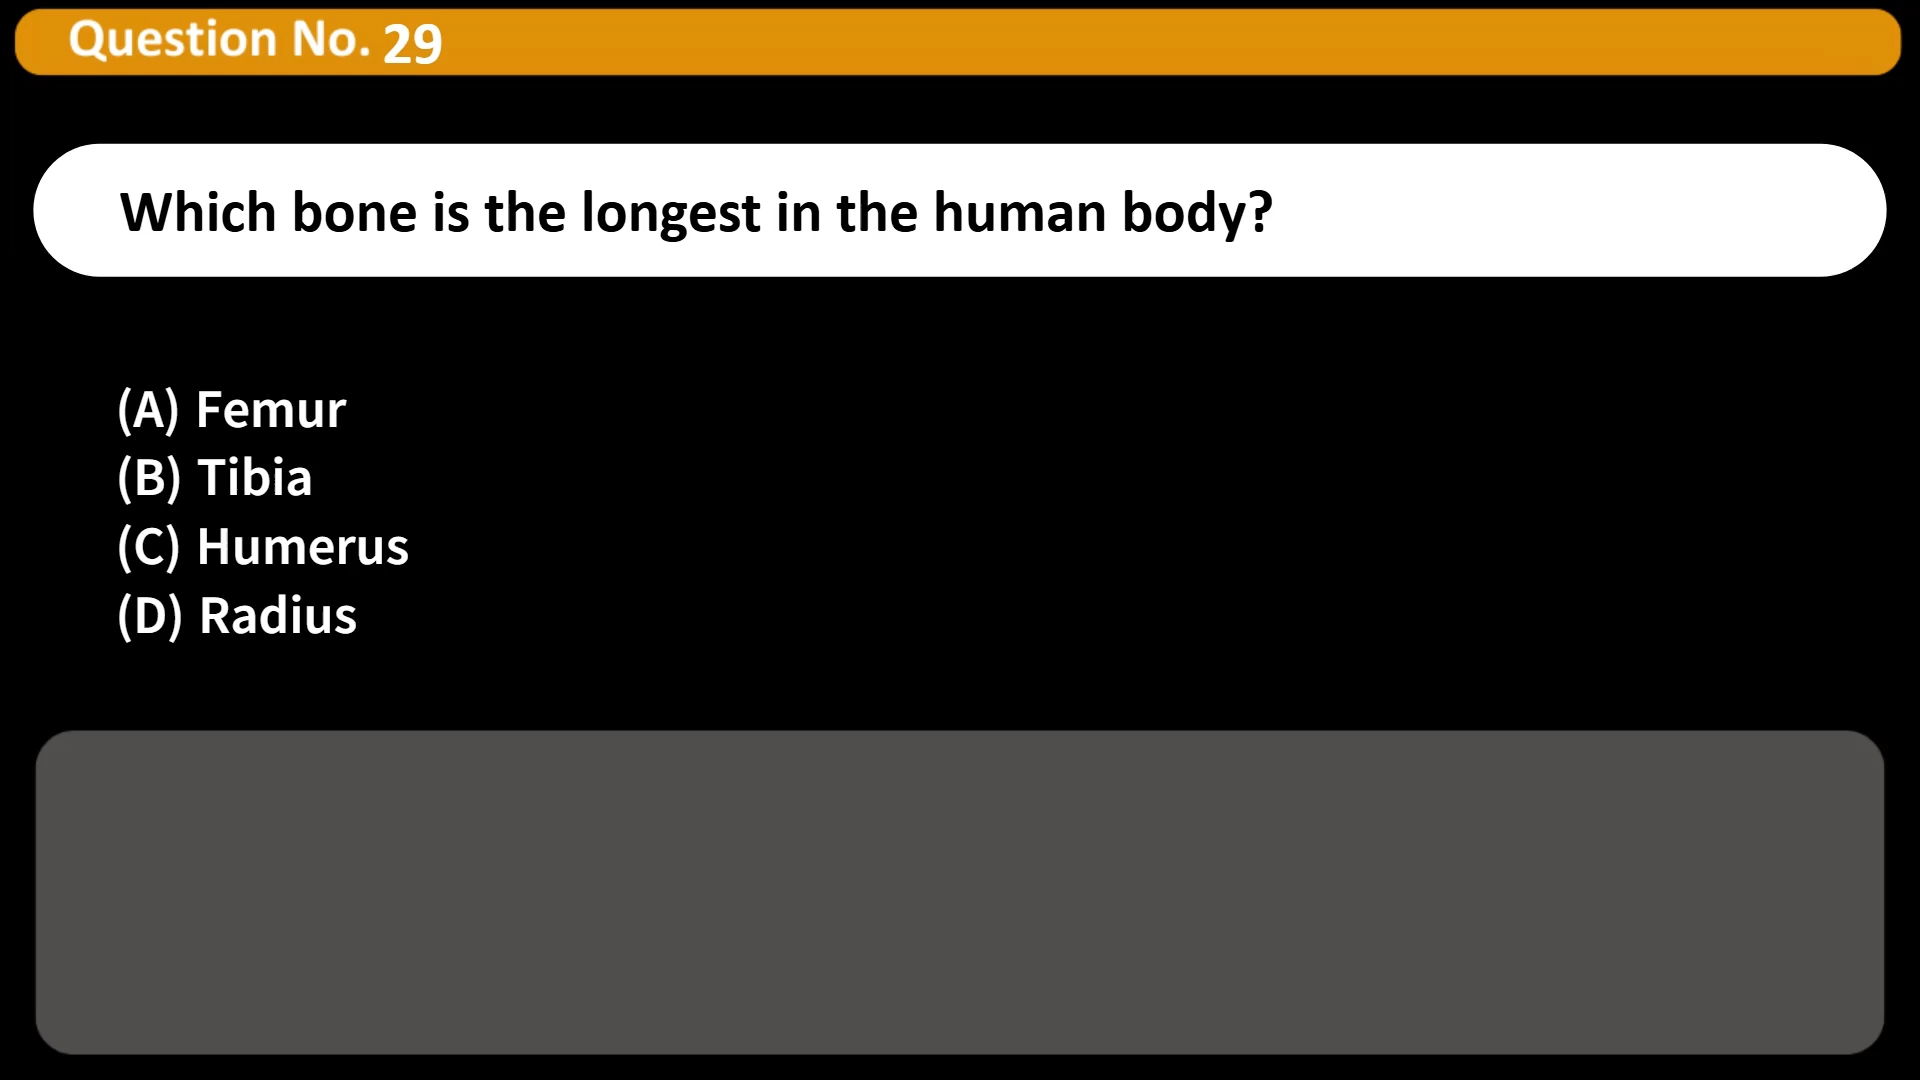 Question No. 29
Which bone is the longest in the human body?
(A) Femur
(B) Tibia
(C) Humerus
(D) Radius